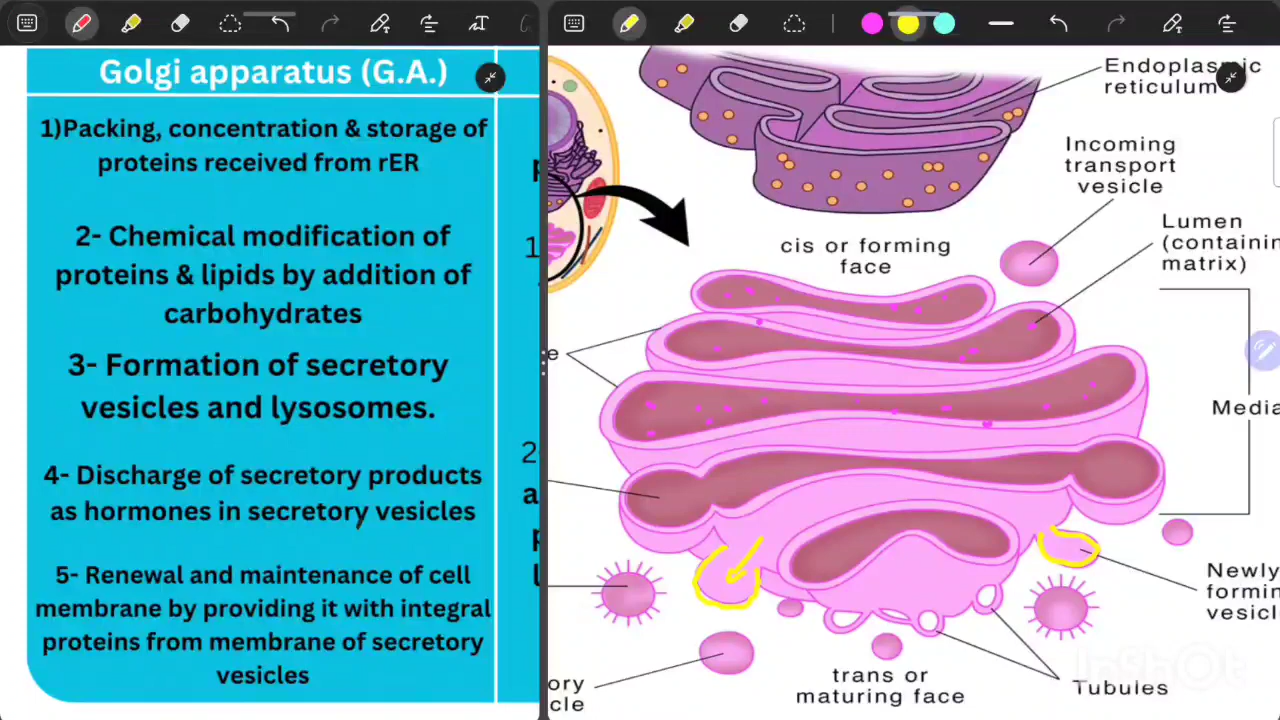 Golgi apparatus (G.A.)
1)Packing, concentration & storage of
proteins received from rER
2- Chemical modification of
proteins & lipids by addition of
carbohydrates
3- Formation of secretory
vesicles and lysosomes.
4- Discharge of secretory products
as hormones in secretory vesicles
5- Renewal and maintenance of cell
membrane by providing it with integral
proteins from membrane of secretory
vesicles
Endoplasmic
reticulum
Incoming
transport
vesicle
Lumen
(containin
matrix)
cis or forming
face
Media
Newly
formin
vesicl
trans or
maturing face
Tubules
ory
cle
InShOt